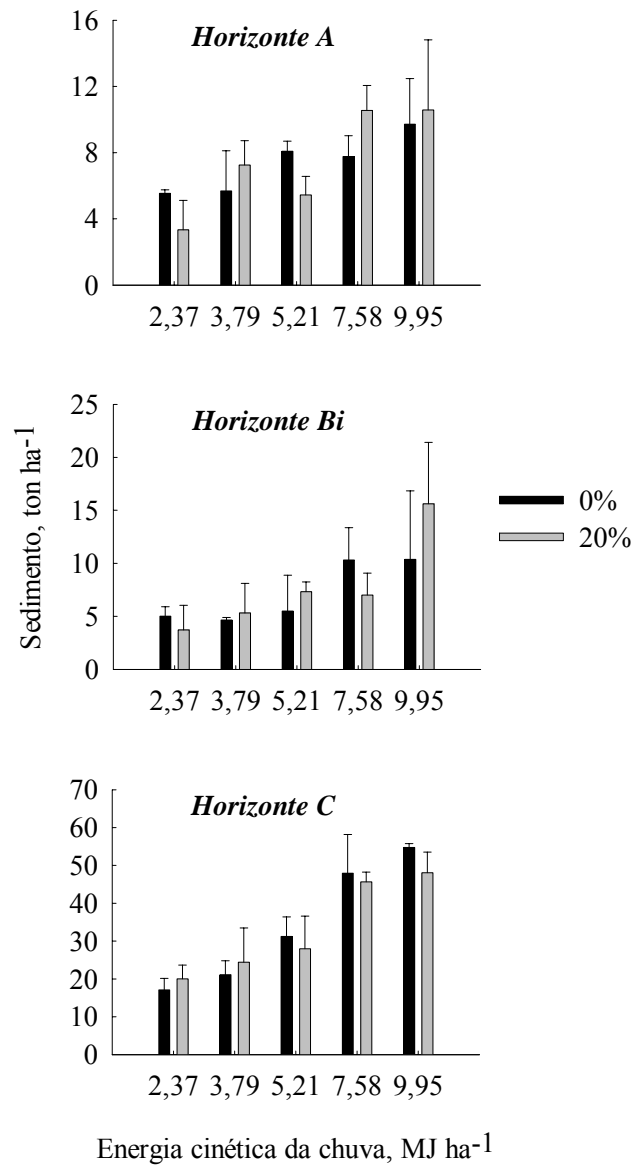 Horizonte A
16
12
8
4
0
2,37 3,79 5,21 7,58 9,95
Horizonte Bi
25
20
15
10
5
0
2,37 3,79 5,21 7,58 9,95
Sedimento, ton ha-1
0%
20%
Horizonte C
70
60
50
40
30
20
10
0
2,37 3,79 5,21 7,58 9,95
Energia cinética da chuva, MJ ha-1